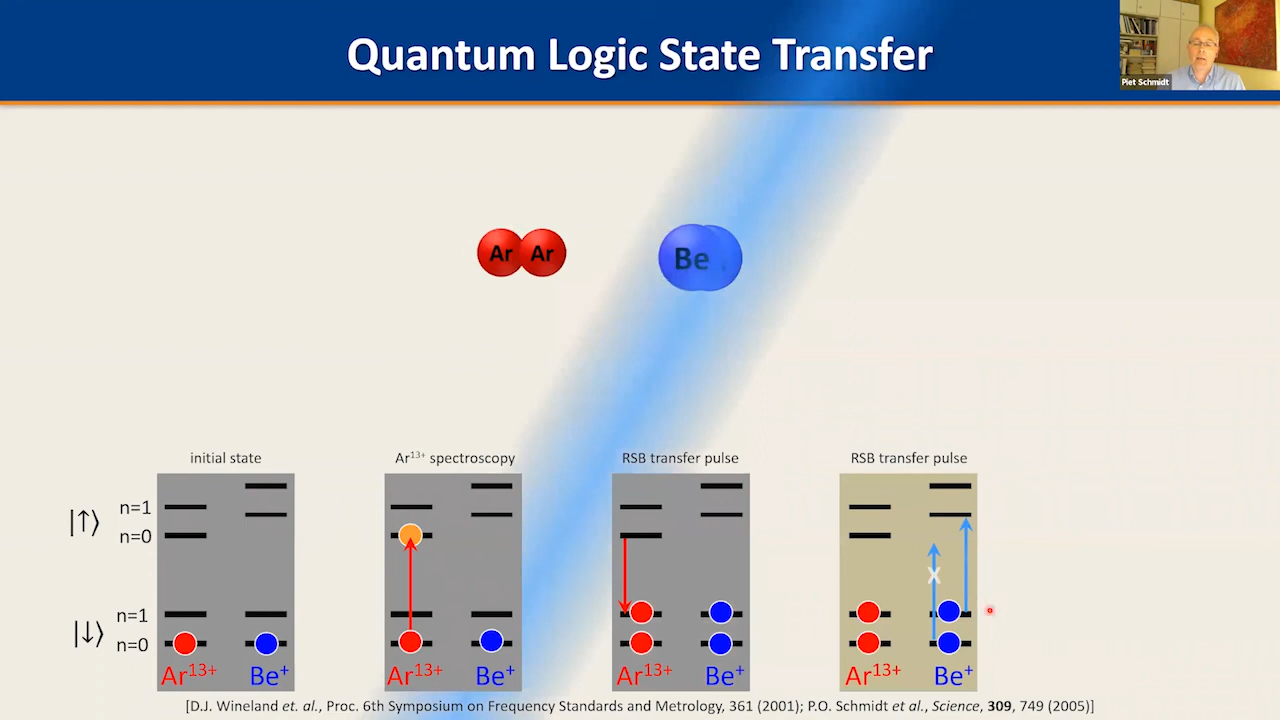 Quantum Logic State Transfer
Piet Schmidt
Ar Ar
Be
initial state
Ar¹³⁺ spectroscopy
RSB transfer pulse
RSB transfer pulse
|↑⟩
n=1
n=0
|↓⟩
n=1
n=0
X
Ar¹³⁺ Be⁺
Ar¹³⁺ Be⁺
Ar¹³⁺ Be⁺
Ar¹³⁺ Be⁺
[D.J. Wineland et. al., Proc. 6th Symposium on Frequency Standards and Metrology, 361 (2001); P.O. Schmidt et al., Science, 309, 749 (2005)]